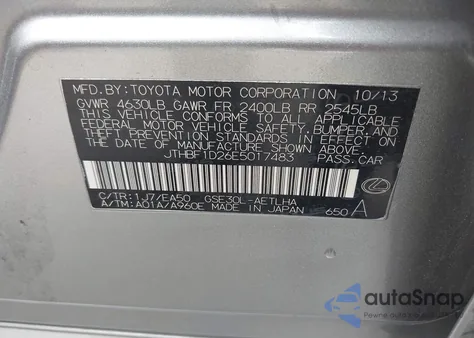 MFD.BY:TOYOTA MOTOR CORPORATION 10/13
GVWR 4630LB GAWR FR 2400LB RR 2545LB
THIS VEHICLE CONFORMS TO ALL APPLICABLE
FEDERAL MOTOR VEHICLE SAFETY, BUMPER, AND
THEFT PREVENTION STANDARDS IN EFFECT ON
THE DATE OF MANUFACTURE SHOWN ABOVE.
JTHBF1D26E5017483 PASS.CAR
C/TR:1J7/EA50 GSE30L-AETLHA
A/TM:A01A/A960E MADE IN JAPAN 650 A
autoSnap
Pewne auto